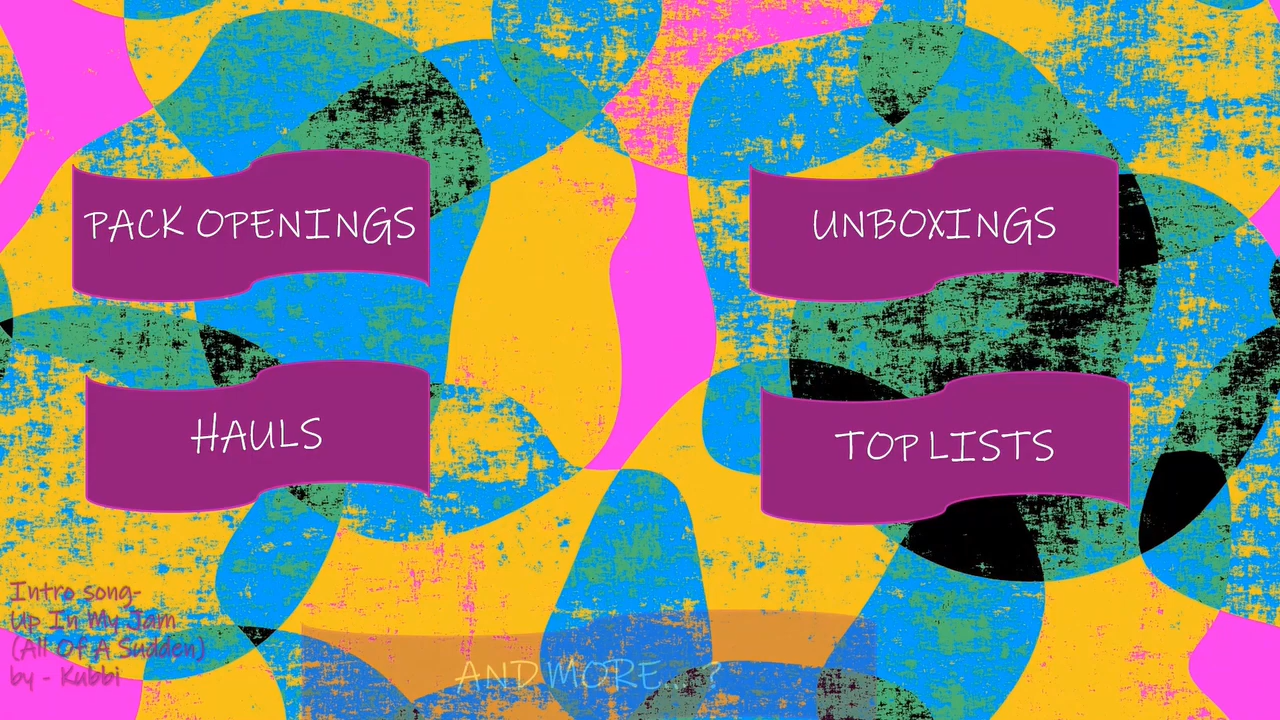 PACK OPENINGS
UNBOXINGS
HAULS
TOP LISTS
Intro song-
Up In My Jam
(All Of A Sudden)
by - Kubbi
AND MORE...?